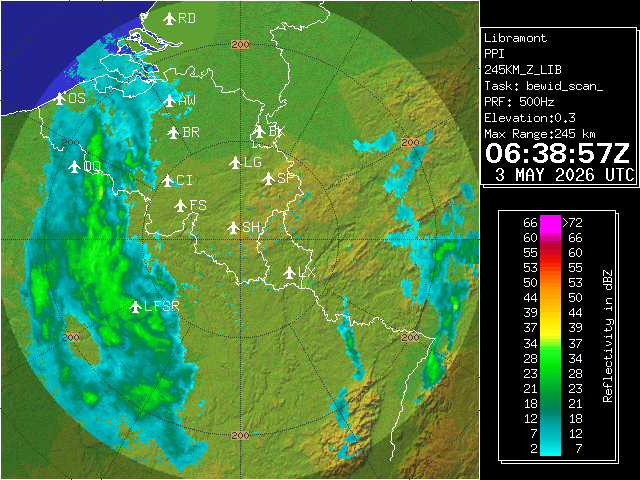 Libramont
PPI
245KM_Z_LIB
Task: bewid_scan_
PRF: 500Hz
Elevation:0.3
Max Range:245 km
06:38:57Z
3 MAY 2026 UTC
RD
200
OS
AW
BR
BK
200
200
LG
CI
SP
FS
SH
LX
LFSR
200
200
200
66 >72
60 66
55 60
53 55
50 53
44 50
39 44
37 39
34 37
28 34
23 28
21 23
18 21
12 18
7 12
2 7
Reflectivity in dBZ